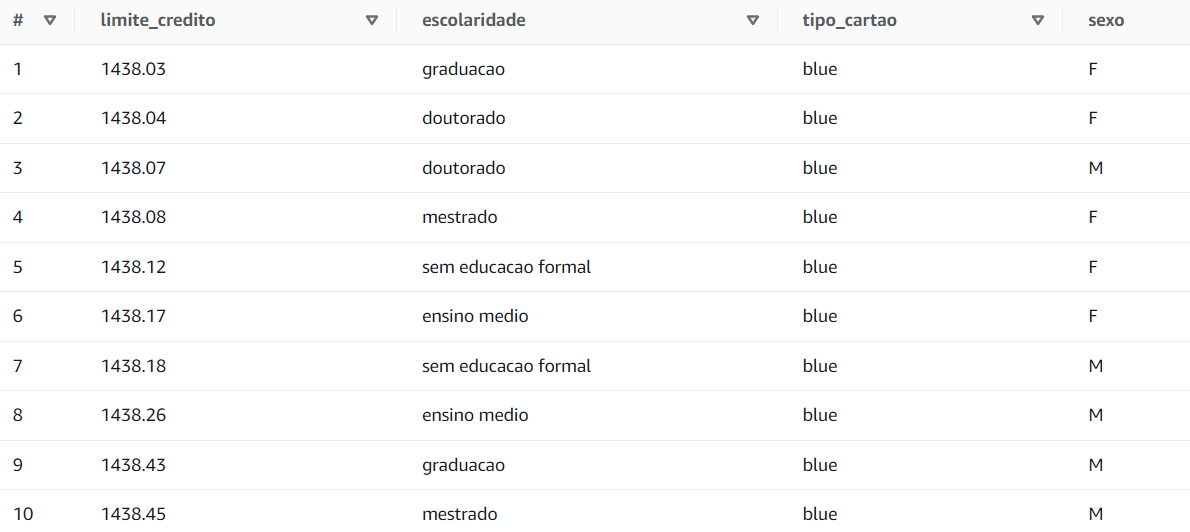 # limite_credito escolaridade tipo_cartao sexo
1 1438.03 graduacao blue F
2 1438.04 doutorado blue F
3 1438.07 doutorado blue M
4 1438.08 mestrado blue F
5 1438.12 sem educacao formal blue F
6 1438.17 ensino medio blue F
7 1438.18 sem educacao formal blue M
8 1438.26 ensino medio blue M
9 1438.43 graduacao blue M
10 1438.45 mestrado blue M